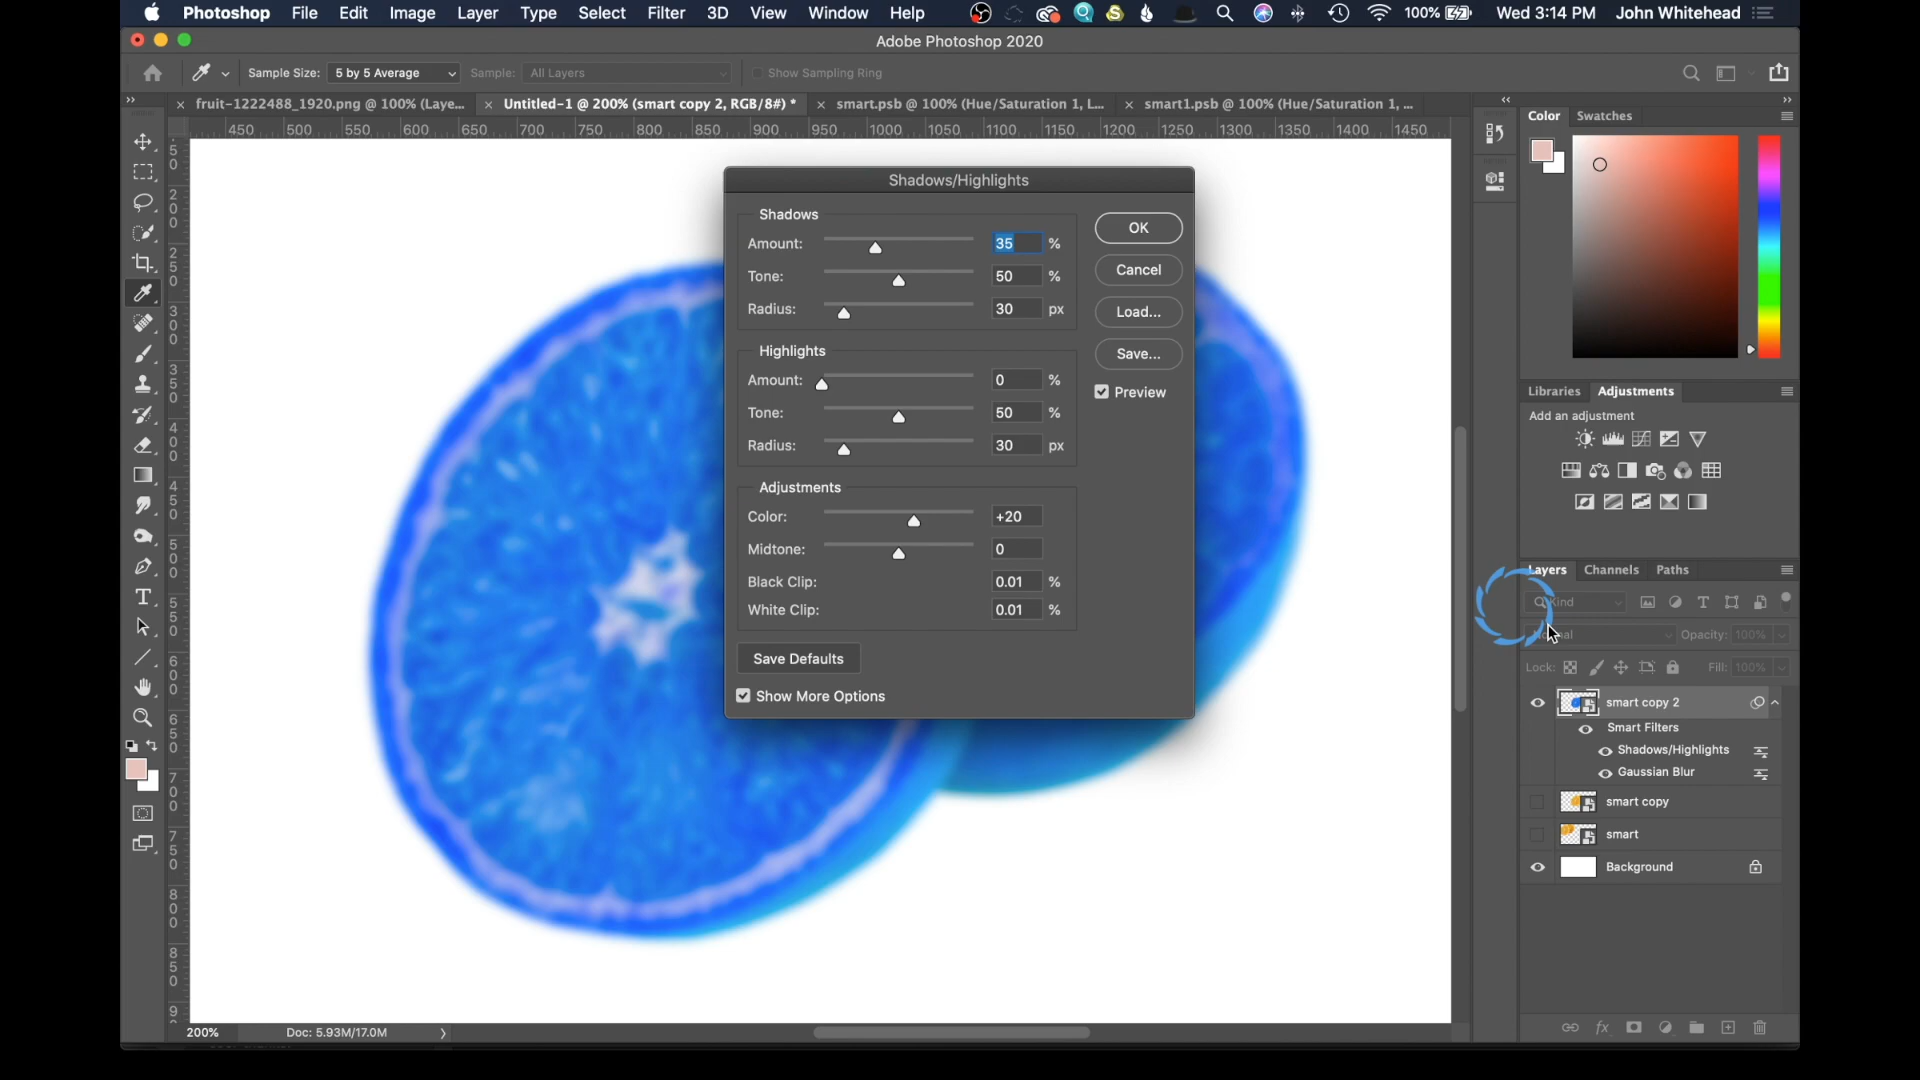 Photoshop File Edit Image Layer Type Select Filter 3D View Window Help 100% Wed 3:14 PM John Whitehead
Adobe Photoshop 2020
Sample Size: 5 by 5 Average Sample: All Layers Show Sampling Ring
fruit-1222488_1920.png @ 100% (Laye... Untitled-1 @ 200% (smart copy 2, RGB/8#) * smart.psb @ 100% (Hue/Saturation 1, L... smart1.psb @ 100% (Hue/Saturation 1, ...
450 500 550 600 650 700 750 800 850 900 950 1000 1050 1100 1150 1200 1250 1300 1350 1400 1450
Color Swatches
Shadows/Highlights
Shadows
Amount: 35 %
Tone: 50 %
Radius: 30 px
Highlights
Amount: 0 %
Tone: 50 %
Radius: 30 px
Adjustments
Color: +20
Midtone: 0
Black Clip: 0.01 %
White Clip: 0.01 %
Save Defaults
Show More Options
OK
Cancel
Load...
Save...
Preview
Libraries Adjustments
Add an adjustment
Layers Channels Paths
Kind
Opacity: 100%
Lock: Fill: 100%
smart copy 2
Smart Filters
Shadows/Highlights
Gaussian Blur
smart copy
smart
Background
200% Doc: 5.93M/17.0M